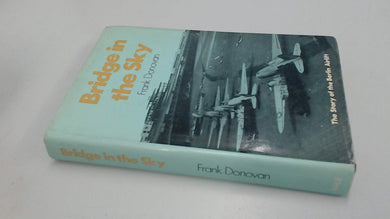 Bridge in
the Sky
Frank Donovan
The Story of the Berlin Airlift
Bridge in the Sky
Frank Donovan